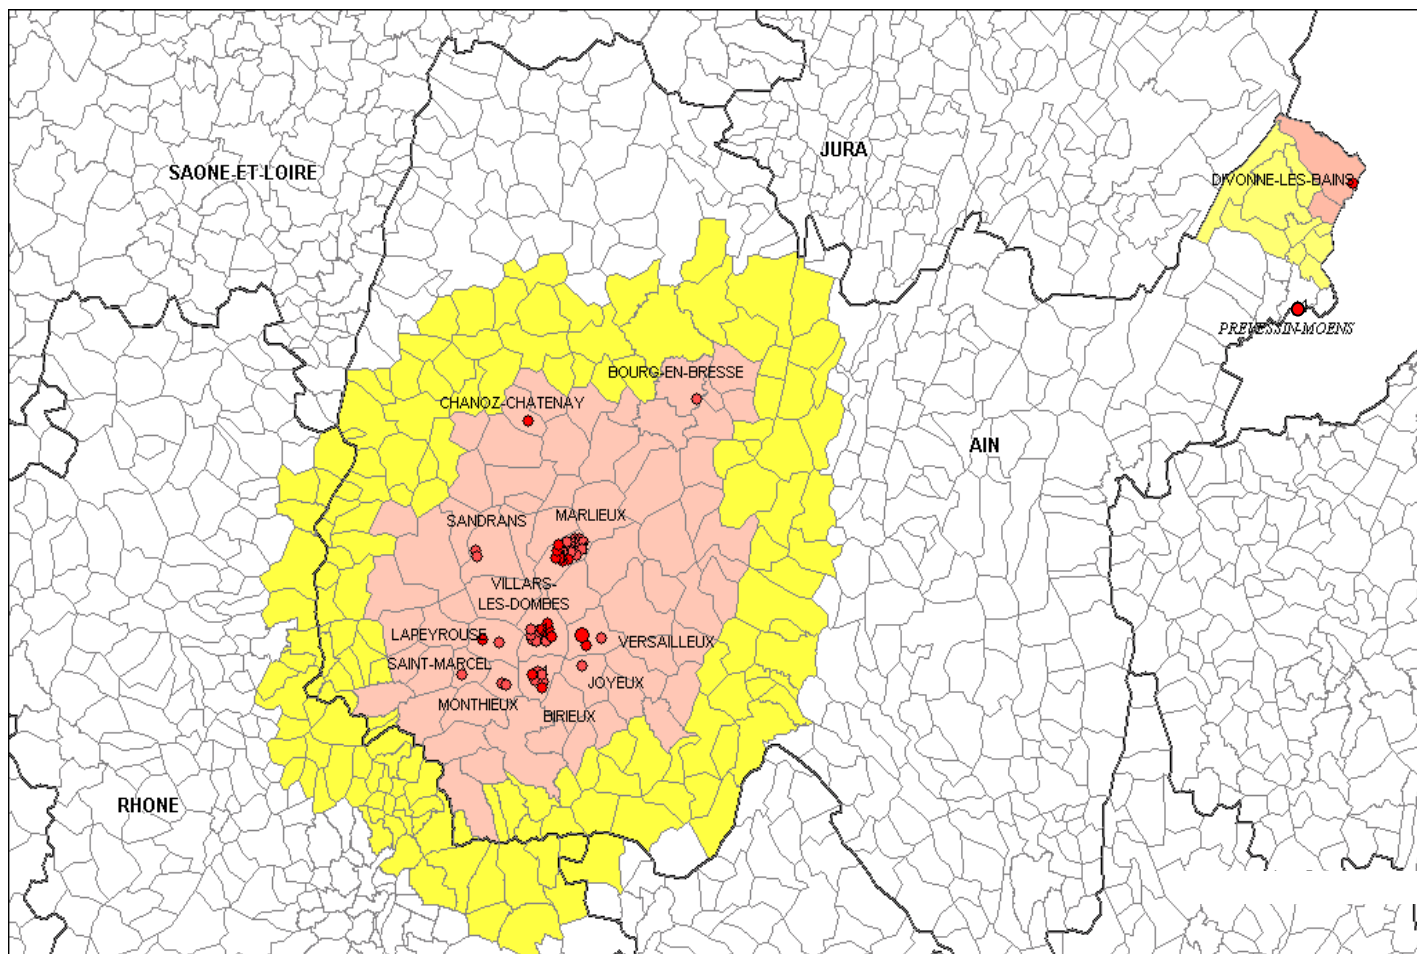 JURA
SAONE-ET-LOIRE
DIVONNE-LES-BAINS
PREVESSIN-MOENS
BOURG-EN-BRESSE
CHANOZ-CHATENAY
AIN
SANDRANS
MARLIEUX
VILLARS-
LES-DOMBES
LAPEYROUSE
VERSAILLEUX
SAINT-MARCEL
JOYEUX
MONTHIEUX
BIRIEUX
RHONE